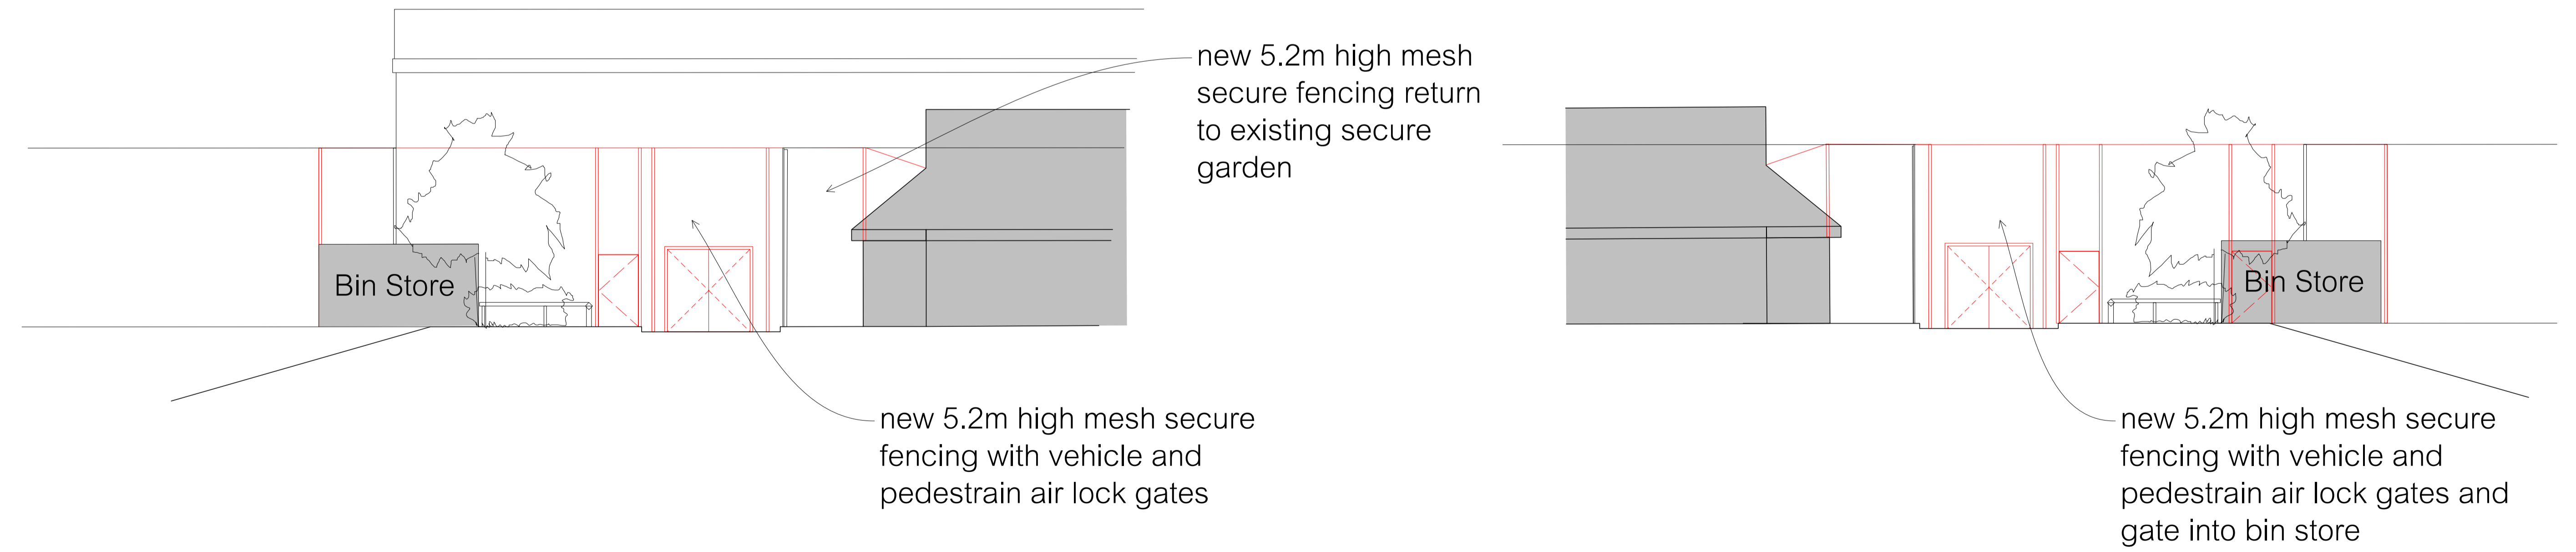 new 5.2m high mesh
secure fencing return
to existing secure
garden
Bin Store
new 5.2m high mesh secure
fencing with vehicle and
pedestrain air lock gates
Bin Store
new 5.2m high mesh secure
fencing with vehicle and
pedestrain air lock gates and
gate into bin store